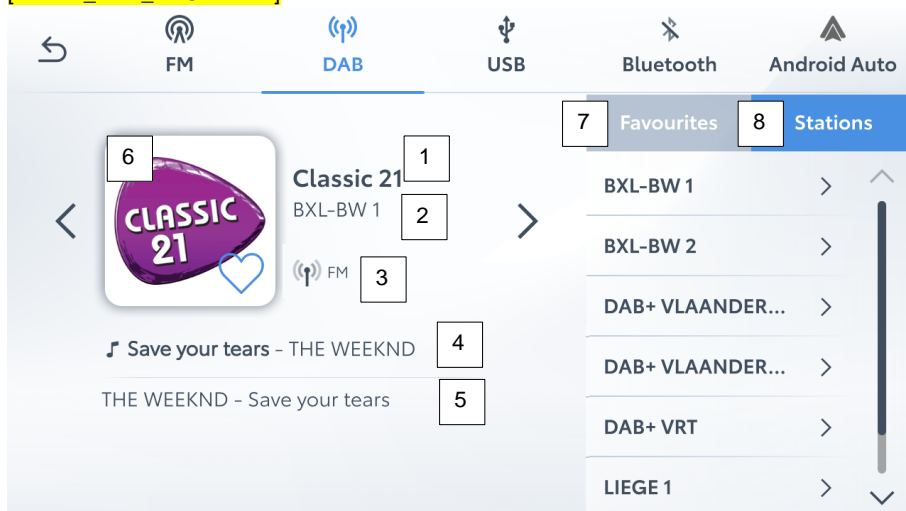 FM DAB USB Bluetooth Android Auto
7 Favourites 8 Stations
6
CLASSIC
21
1
Classic 21
BXL-BW 1 2
FM 3
Save your tears - THE WEEKND 4
THE WEEKND - Save your tears 5
BXL-BW 1
BXL-BW 2
DAB+ VLAANDER...
DAB+ VLAANDER...
DAB+ VRT
LIEGE 1